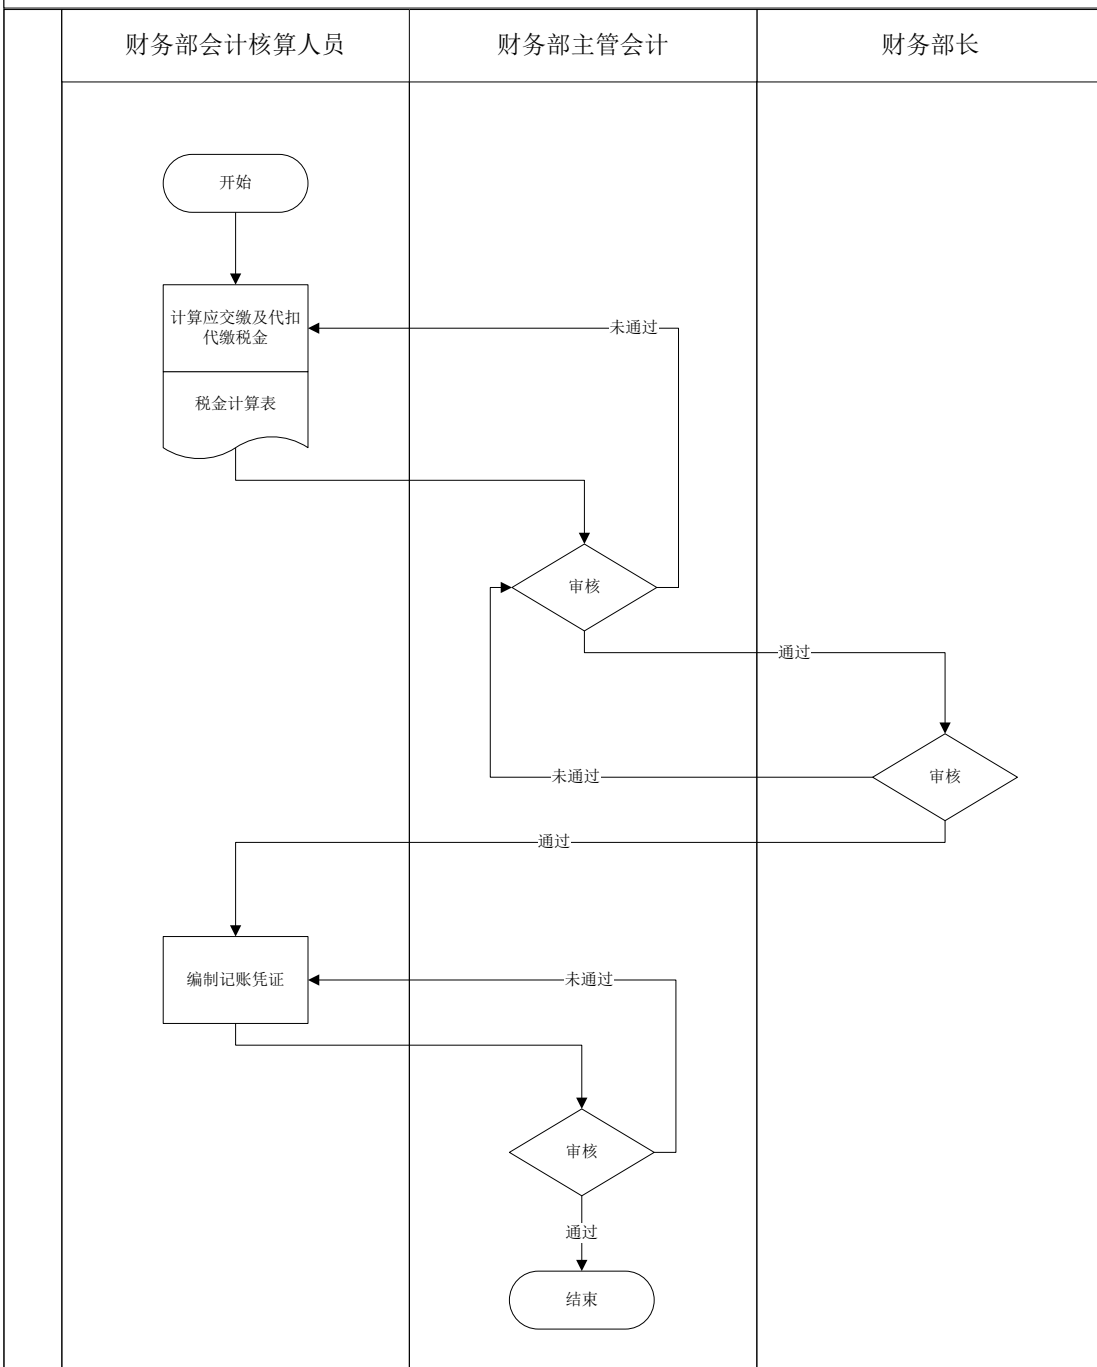 财务部会计核算人员
财务部主管会计
财务部长
开始
计算应交缴及代扣
代缴税金
未通过
税金计算表
审核
通过
未通过
审核
通过
编制记账凭证
未通过
审核
通过
结束